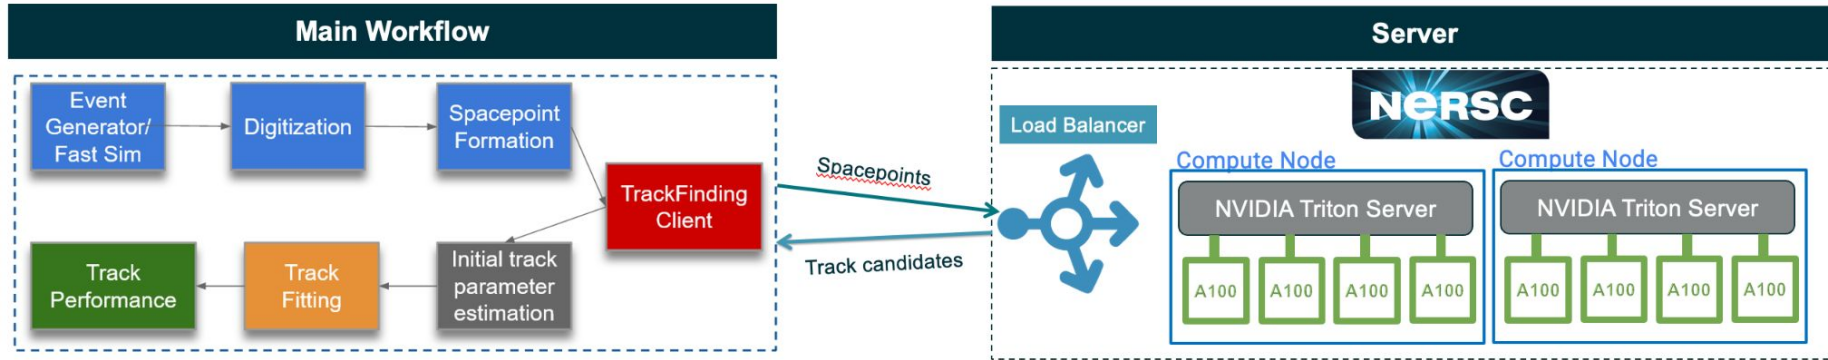 Main Workflow
Event
Generator/
Fast Sim
Digitization
Spacepoint
Formation
TrackFinding
Client
Initial track
parameter
estimation
Track
Fitting
Track
Performance
Spacepoints
Track candidates
Server
NERSC
Load Balancer
Compute Node
NVIDIA Triton Server
A100
A100
A100
A100
Compute Node
NVIDIA Triton Server
A100
A100
A100
A100